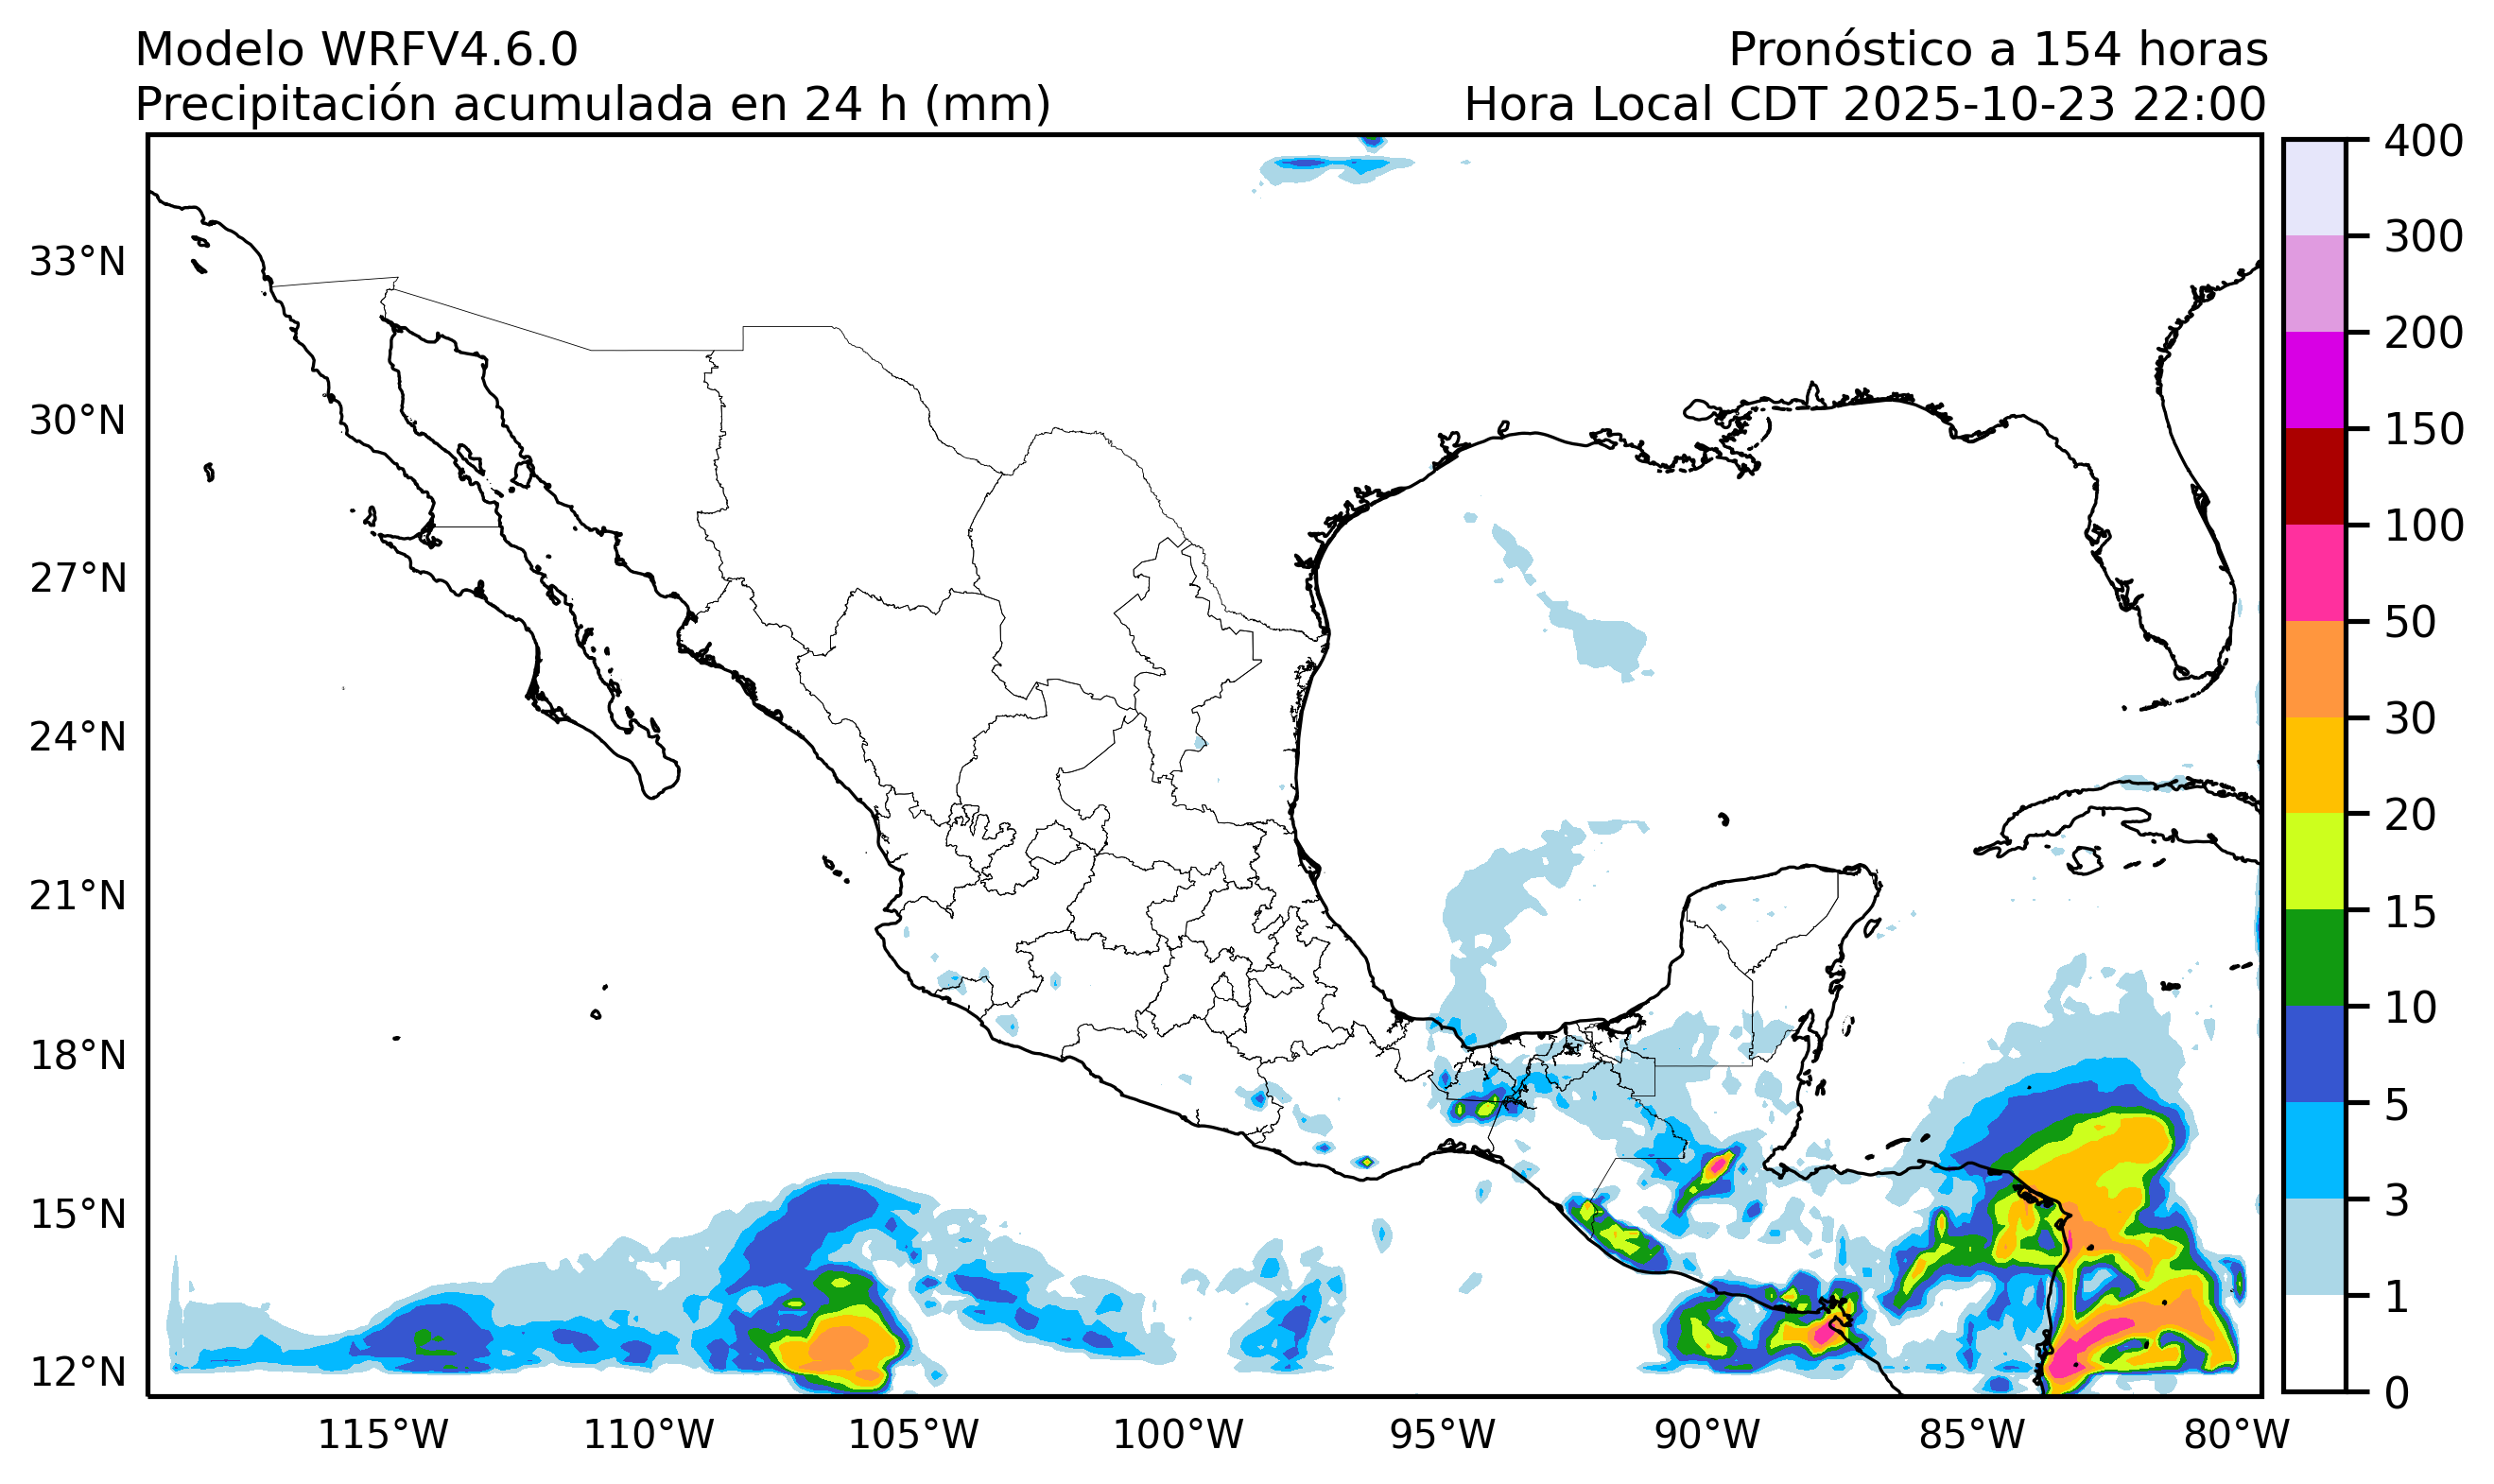 Modelo WRFV4.6.0
Pronóstico a 154 horas
Precipitación acumulada en 24 h (mm)
Hora Local CDT 2025-10-23 22:00
33°N
30°N
27°N
24°N
21°N
18°N
15°N
12°N
115°W
110°W
105°W
100°W
95°W
90°W
85°W
80°W
400
300
200
150
100
50
30
20
15
10
5
3
1
0